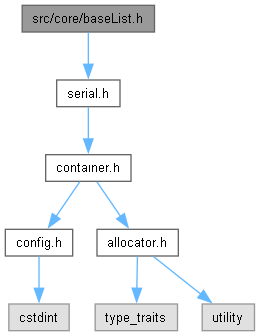 src/core/baseList.h
serial.h
container.h
config.h
allocator.h
cstdint
type_traits
utility